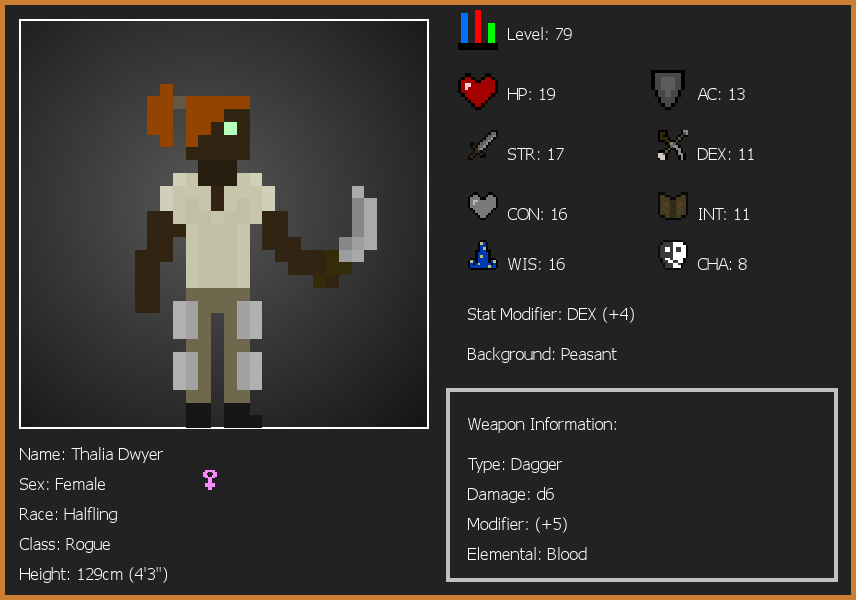 Level: 79
HP: 19
AC: 13
STR: 17
DEX: 11
CON: 16
INT: 11
WIS: 16
CHA: 8
Stat Modifier: DEX (+4)
Background: Peasant
Weapon Information:
Type: Dagger
Damage: d6
Modifier: (+5)
Elemental: Blood
Name: Thalia Dwyer
Sex: Female
Race: Halfling
Class: Rogue
Height: 129cm (4'3")